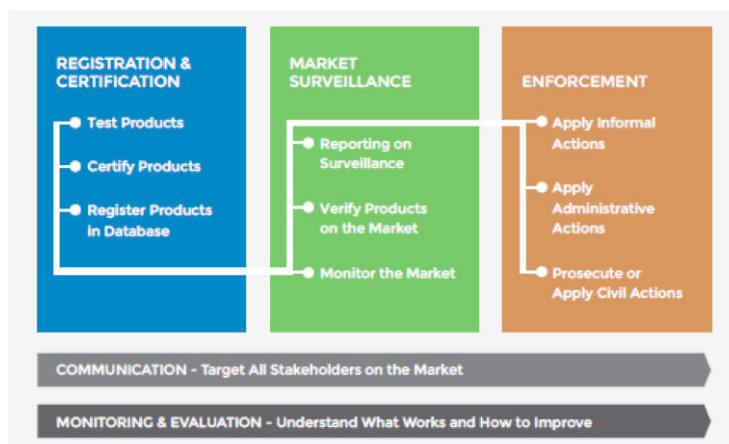 REGISTRATION &
CERTIFICATION
Test Products
Certify Products
Register Products
in Database
MARKET
SURVEILLANCE
Reporting on
Surveillance
Verify Products
on the Market
Monitor the Market
ENFORCEMENT
Apply Informal
Actions
Apply
Administrative
Actions
Prosecute or
Apply Civil Actions
COMMUNICATION - Target All Stakeholders on the Market
MONITORING & EVALUATION - Understand What Works and How to Improve